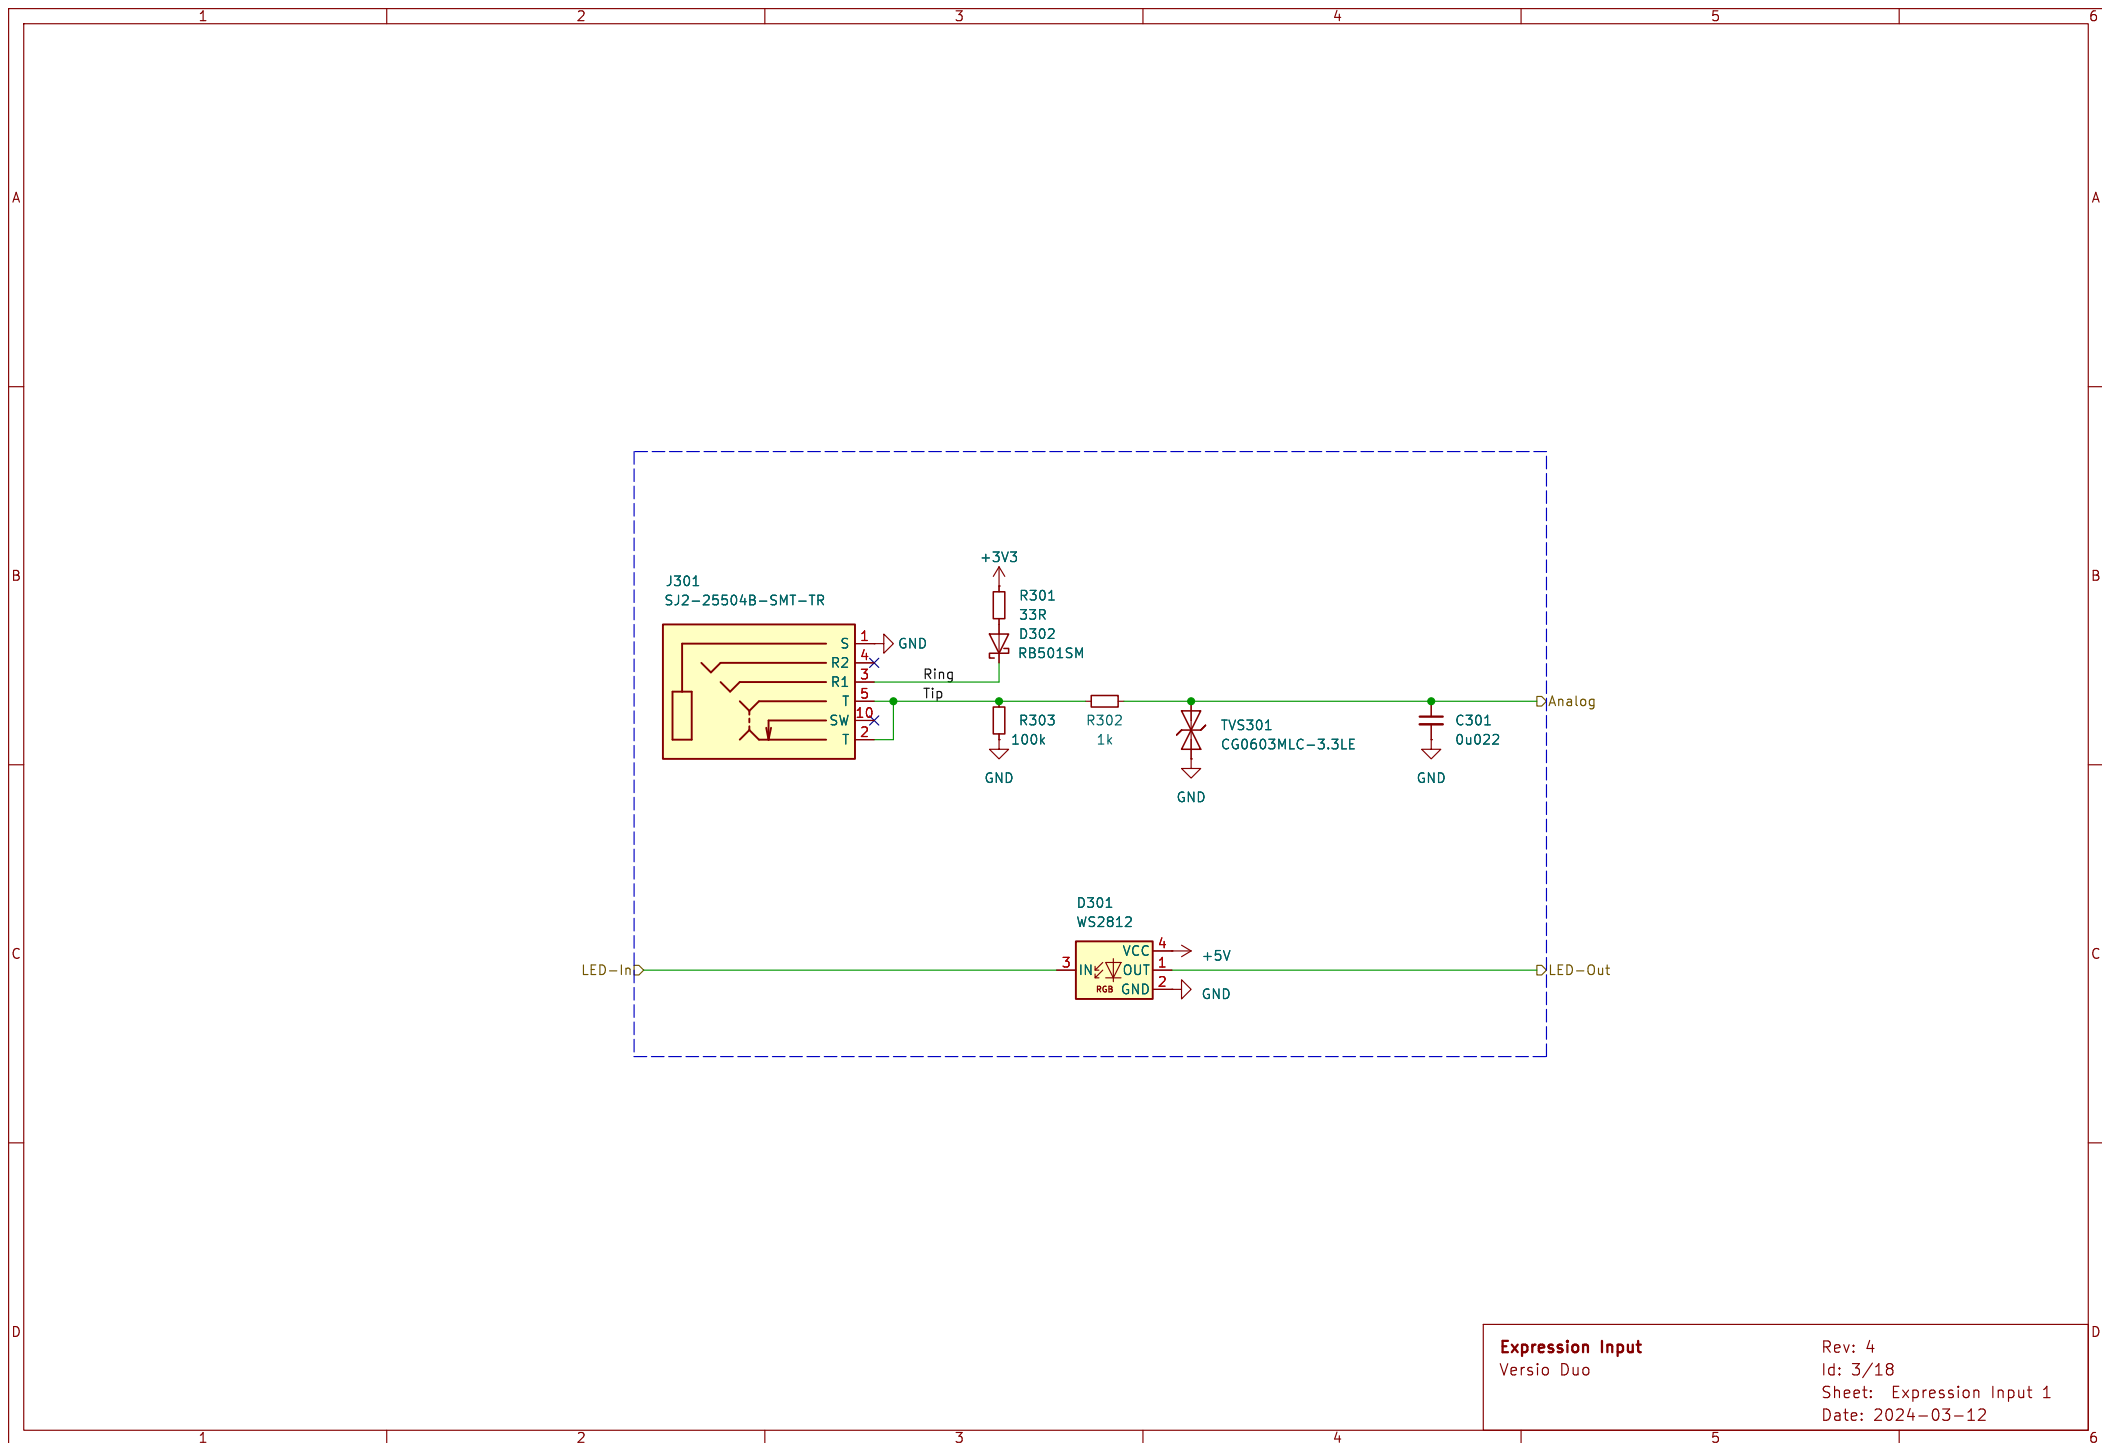 1 2 3 4 5 6
A A
+3V3
B B
J301
SJ2-25504B-SMT-TR
R301
33R
D302
RB501SM
S 1 GND
R2 4
R1 3 Ring
T 5 Tip
SW 10
T 2
R303
100k
GND
R302
1k
TVS301
CG0603MLC-3.3LE
GND
C301
0u022
GND
Analog
D301
WS2812
C C
VCC 4 +5V
LED-In 3 IN OUT 1 LED-Out
RGB GND 2 GND
D D
Expression Input
Versio Duo
Rev: 4
Id: 3/18
Sheet: Expression Input 1
Date: 2024-03-12
1 2 3 4 5 6